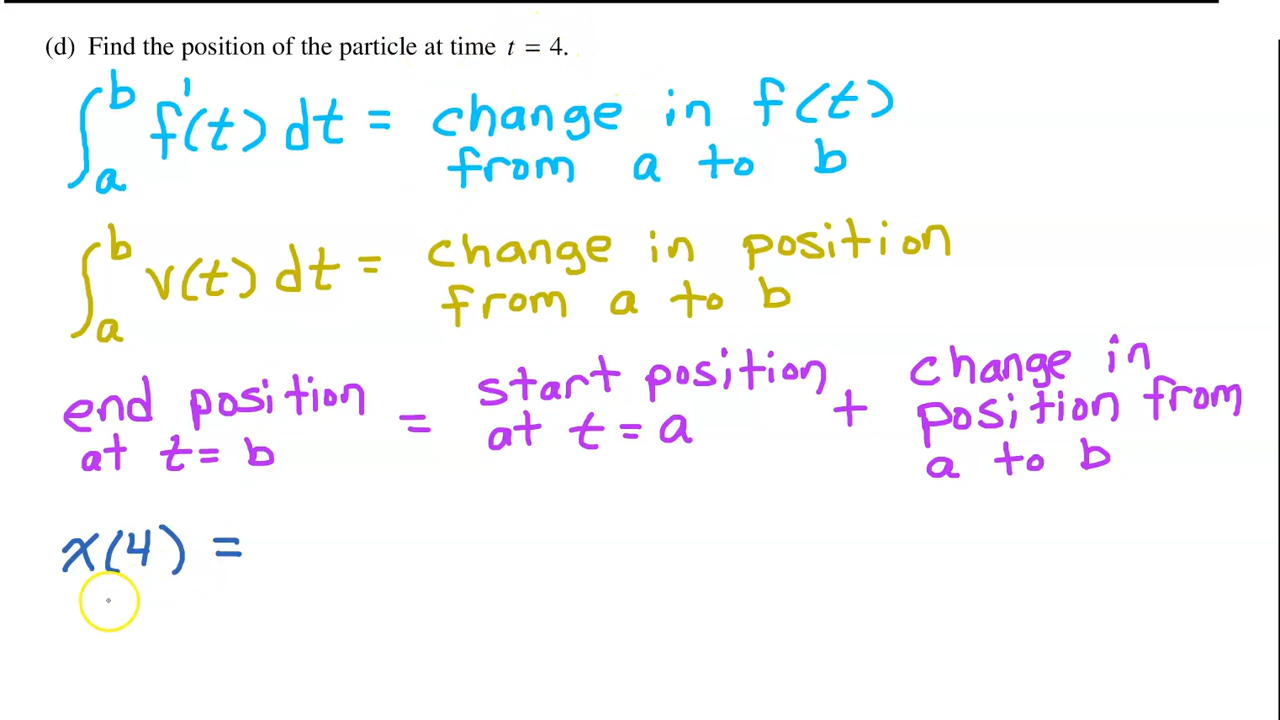 (d) Find the position of the particle at time t = 4.
∫_a^b f'(t) dt = change in f(t)
from a to b
∫_a^b v(t) dt = change in position
from a to b
end position at t = b = start position at t = a + change in position from a to b
x(4) =